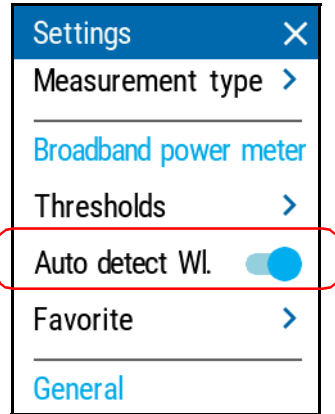 Settings
Measurement type
Broadband power meter
Thresholds
Auto detect Wl.
Favorite
General